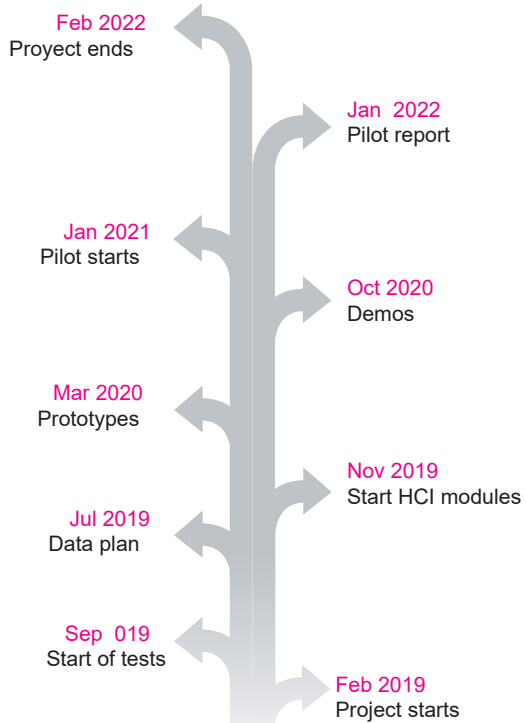 Feb 2022
Proyect ends
Jan  2022
Pilot report
Jan 2021
Pilot starts
Oct 2020
Demos
Mar 2020
Prototypes
Nov 2019
Start HCI modules
Jul 2019
Data plan
Sep  019
Start of tests
Feb 2019
Project starts